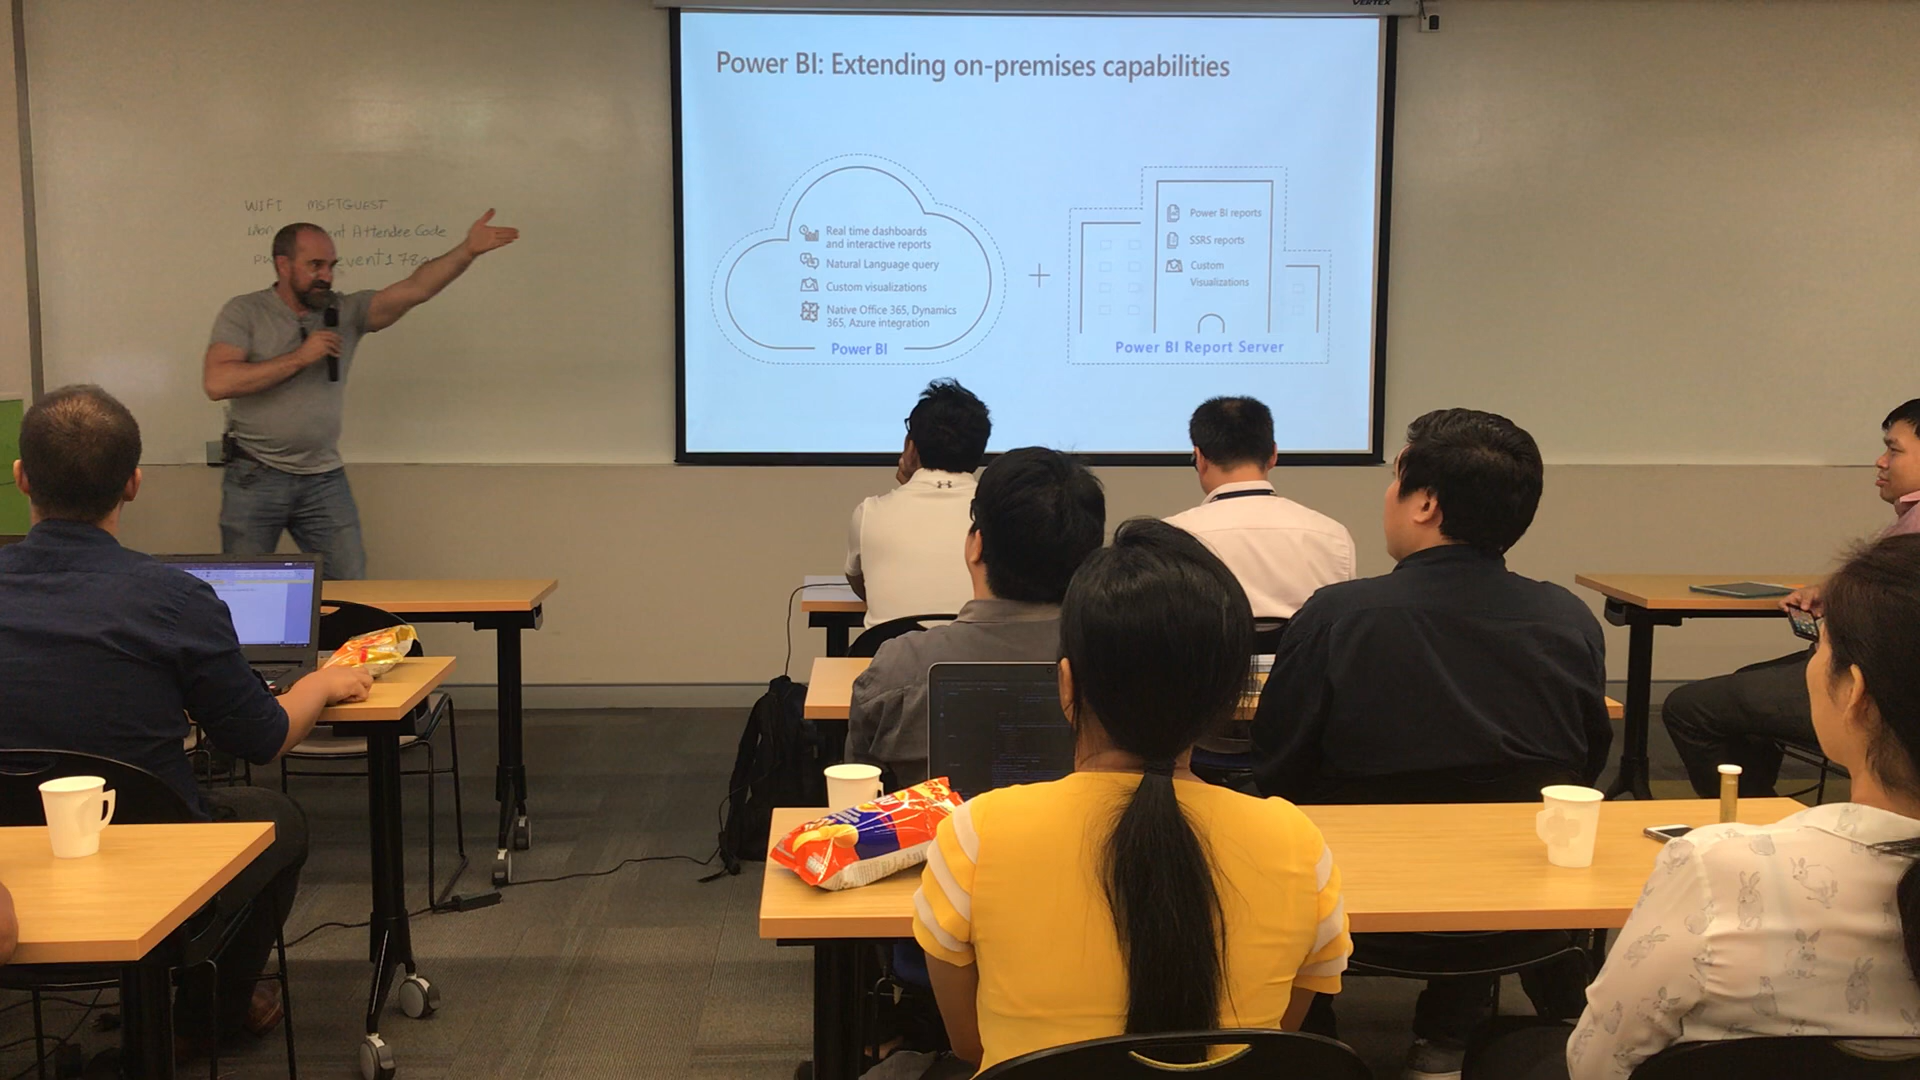 VERTEX
Power BI: Extending on-premises capabilities
Real time dashboards
and interactive reports
Natural Language query
Custom visualizations
Native Office 365, Dynamics
365, Azure integration
Power BI
+
Power BI reports
SSRS reports
Custom
Visualizations
Power BI Report Server
WIFI MSFTGUEST
Attendee Code
event178